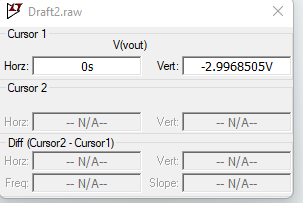 Draft2.raw
Cursor 1
V(vout)
Horz: 0s Vert: -2.9968505V
Cursor 2
Horz: -- N/A-- Vert: -- N/A--
Diff (Cursor2 - Cursor1)
Horz: -- N/A-- Vert: -- N/A--
Freq: -- N/A-- Slope: -- N/A--